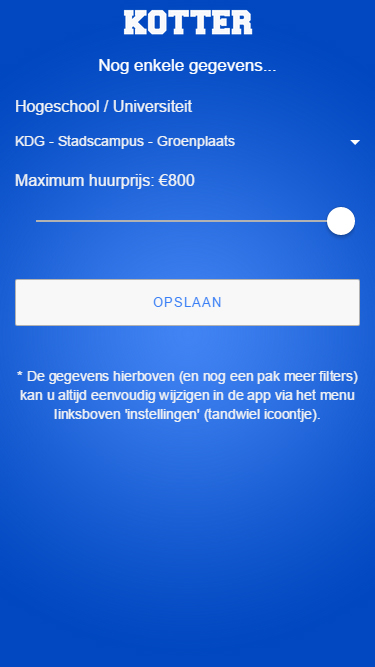 KOTTER
Nog enkele gegevens...
Hogeschool / Universiteit
KDG - Stadscampus - Groenplaats
Maximum huurprijs: €800
OPSLAAN
* De gegevens hierboven (en nog een pak meer filters)
kan u altijd eenvoudig wijzigen in de app via het menu
linksboven 'instellingen' (tandwiel icoontje).